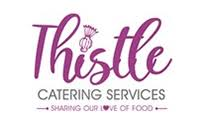 Thistle
CATERING SERVICES
SHARING OUR LOVE OF FOOD